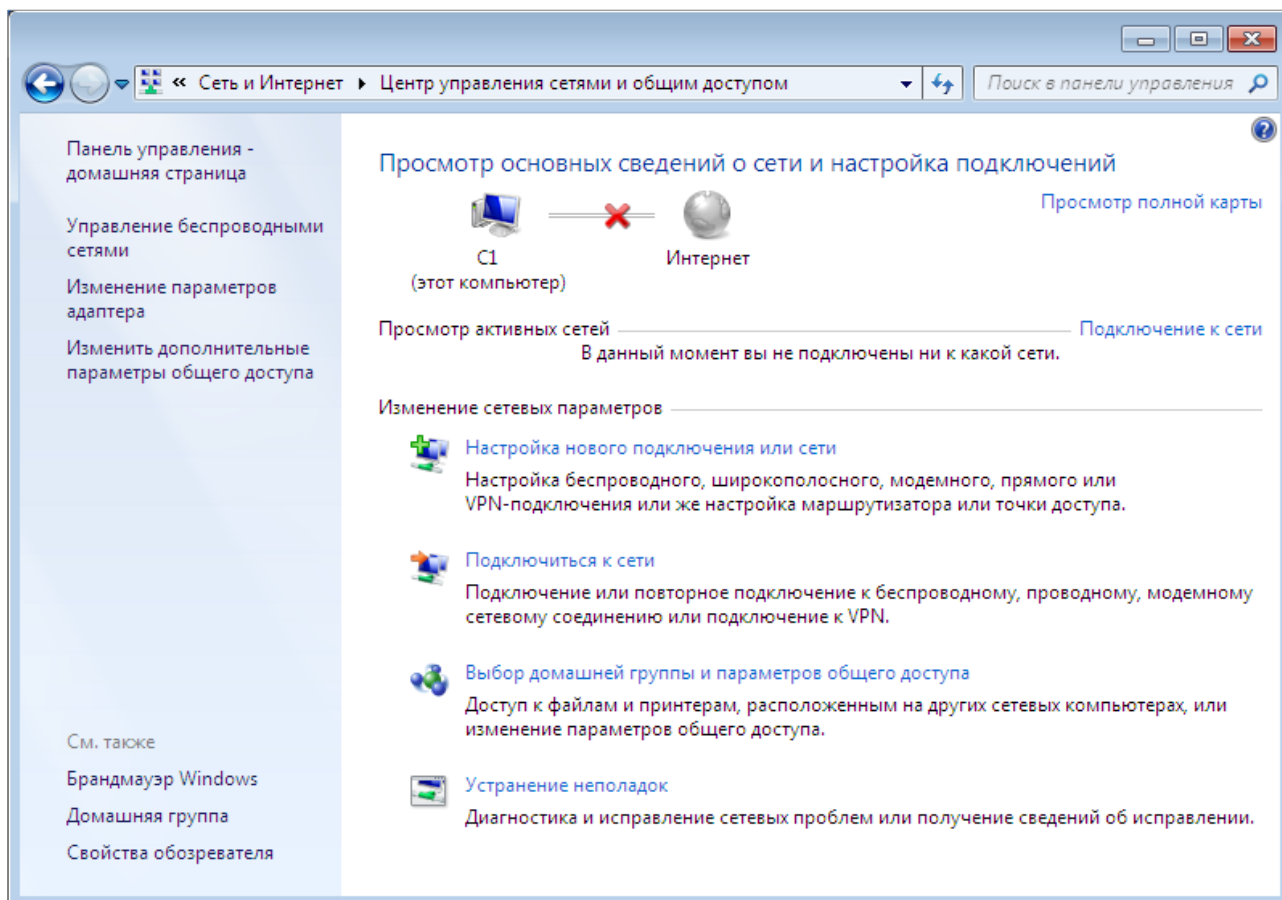 « Сеть и Интернет ▸ Центр управления сетями и общим доступом
Поиск в панели управления
Панель управления -
домашняя страница
Управление беспроводными
сетями
Изменение параметров
адаптера
Изменить дополнительные
параметры общего доступа
См. также
Брандмауэр Windows
Домашняя группа
Свойства обозревателя
Просмотр основных сведений о сети и настройка подключений
Просмотр полной карты
C1
(этот компьютер)
Интернет
Просмотр активных сетей
Подключение к сети
В данный момент вы не подключены ни к какой сети.
Изменение сетевых параметров
Настройка нового подключения или сети
Настройка беспроводного, широкополосного, модемного, прямого или
VPN-подключения или же настройка маршрутизатора или точки доступа.
Подключиться к сети
Подключение или повторное подключение к беспроводному, проводному, модемному
сетевому соединению или подключение к VPN.
Выбор домашней группы и параметров общего доступа
Доступ к файлам и принтерам, расположенным на других сетевых компьютерах, или
изменение параметров общего доступа.
Устранение неполадок
Диагностика и исправление сетевых проблем или получение сведений об исправлении.